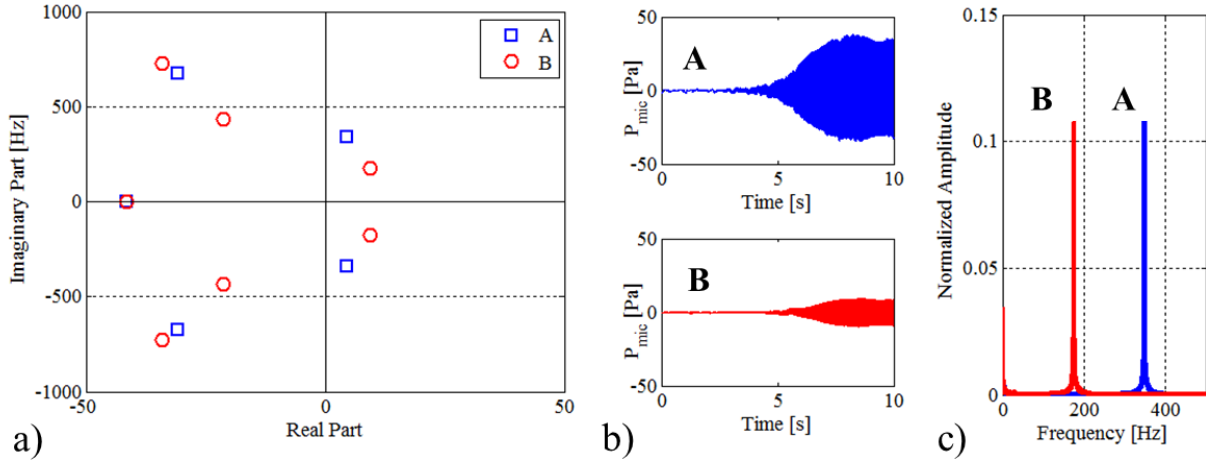 1000
500
0
-500
-1000
-50
0
50
Imaginary Part [Hz]
Real Part
A
B
a)
50
0
-50
0
5
10
P_mic [Pa]
Time [s]
A
50
0
-50
0
5
10
P_mic [Pa]
Time [s]
B
b)
0.15
0.1
0.05
0
0
200
400
Normalized Amplitude
Frequency [Hz]
B
A
c)